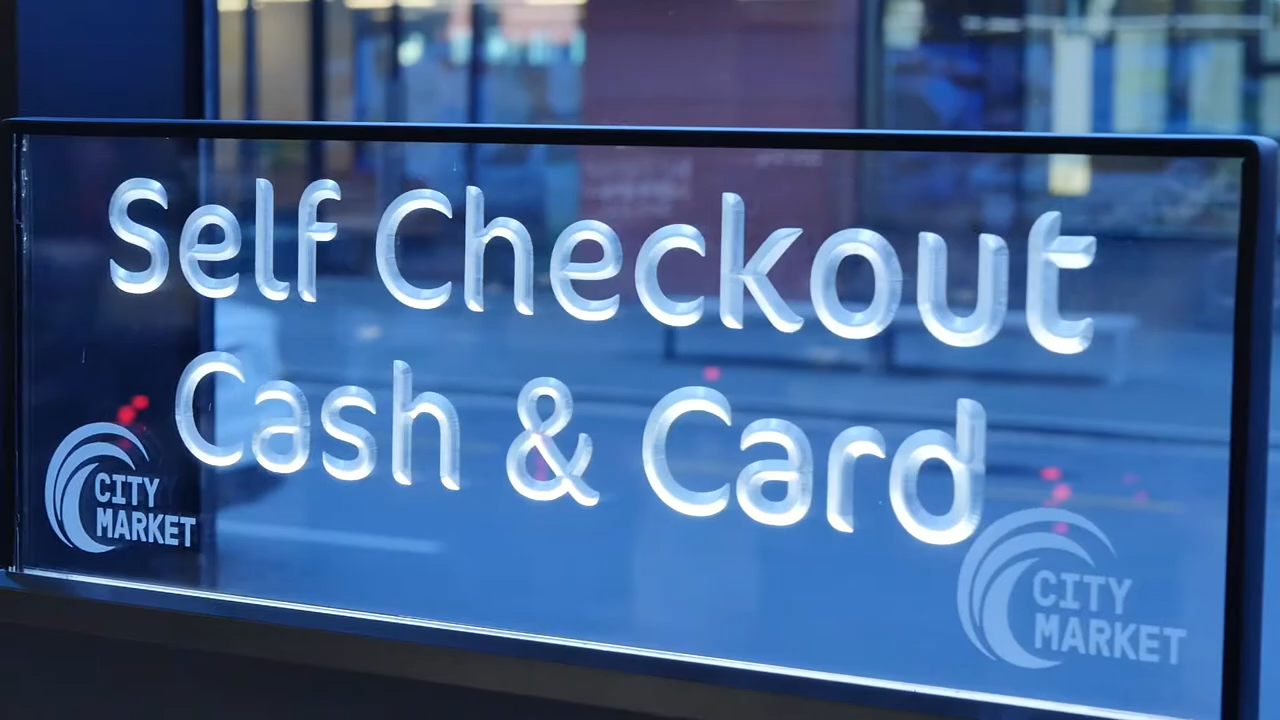 Self Checkout
Cash & Card
CITY
MARKET
CITY
MARKET